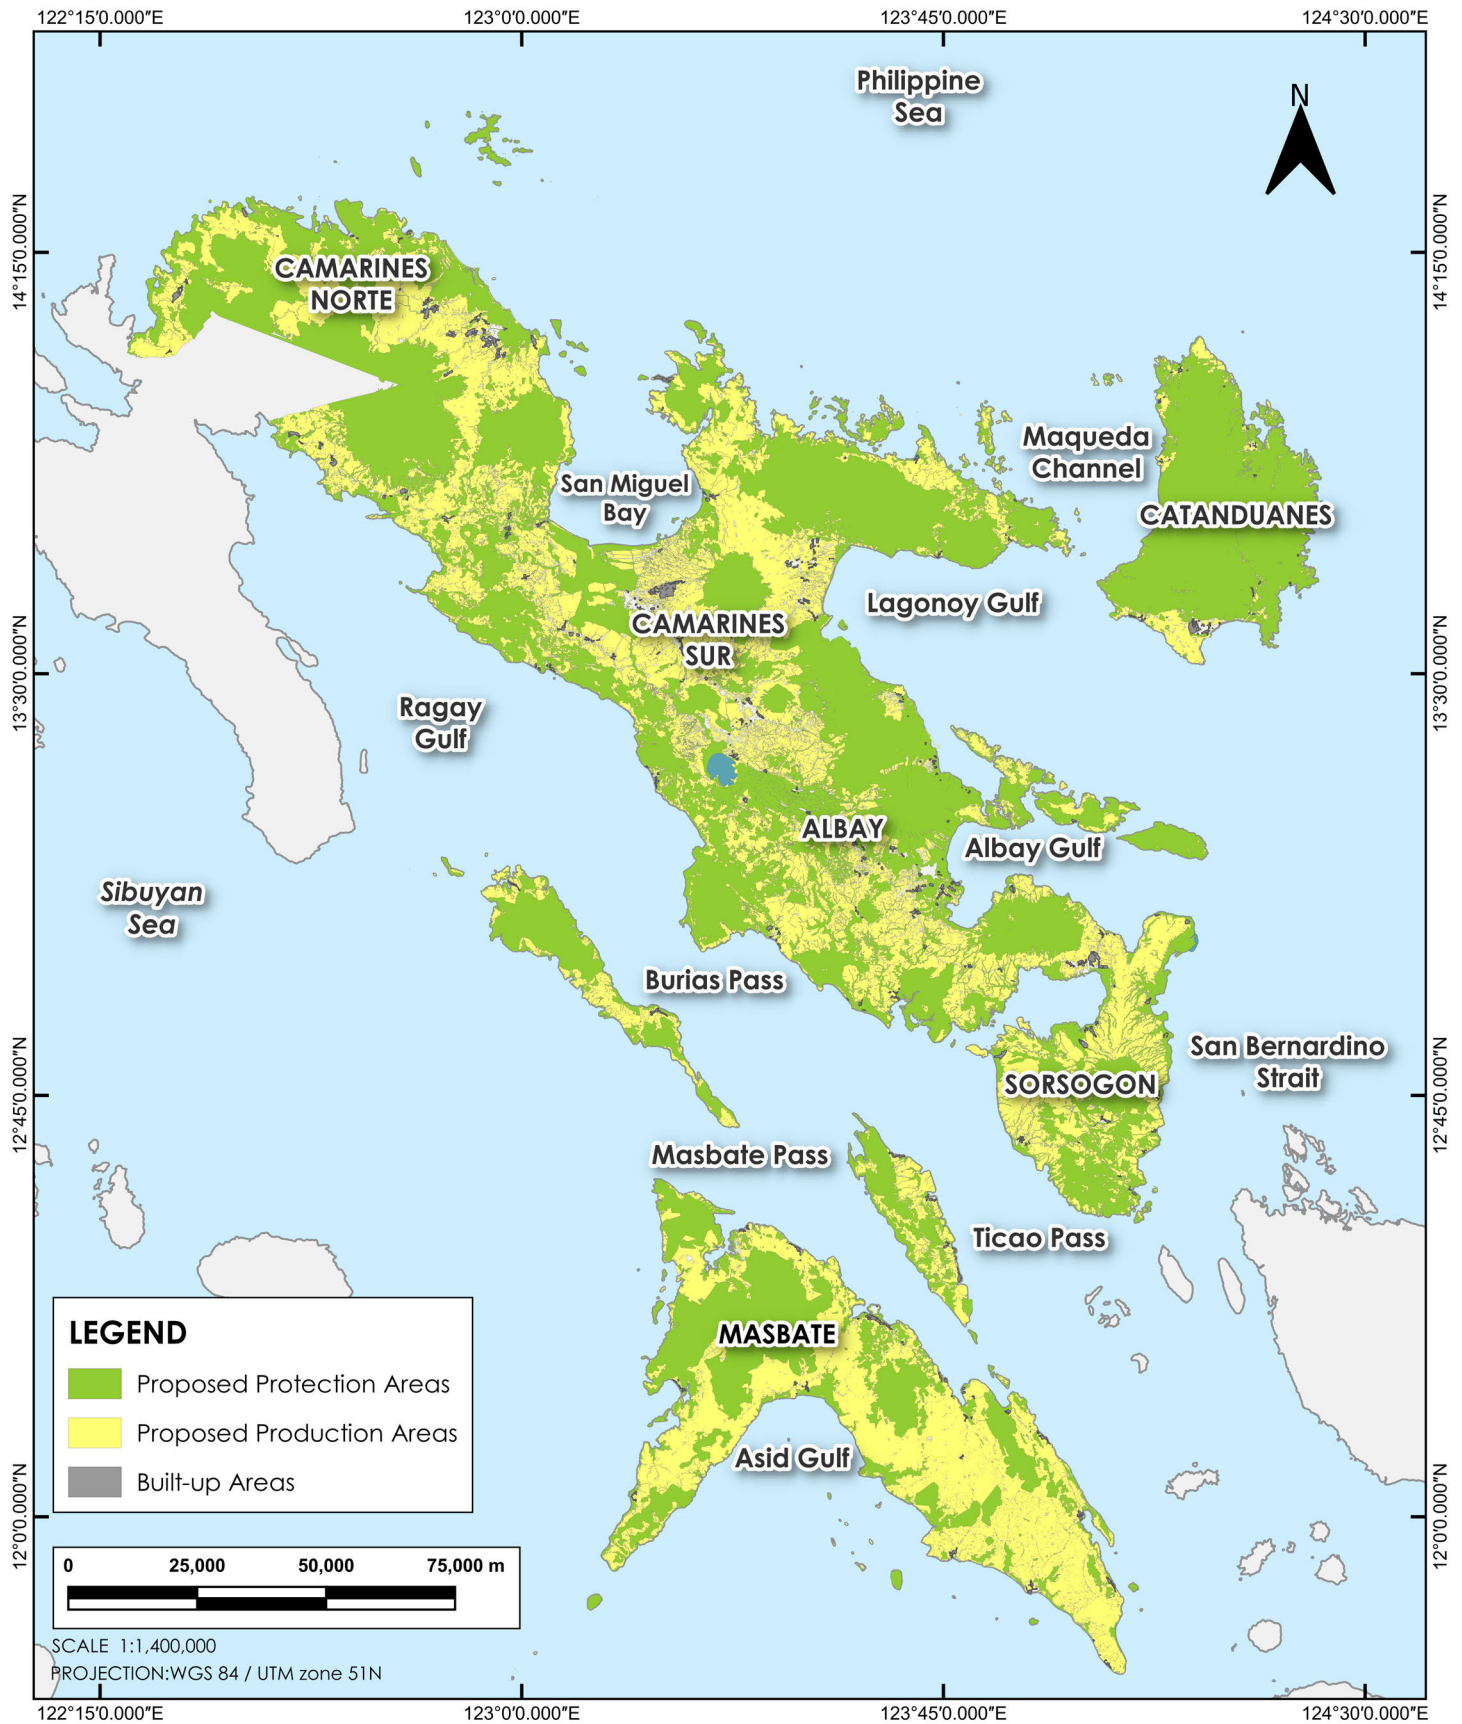 122°15'0.000"E
123°0'0.000"E
123°45'0.000"E
124°30'0.000"E
Philippine
Sea
N
14°15'0.000"N
14°15'0.000"N
CAMARINES
NORTE
Maqueda
Channel
San Miguel
Bay
CATANDUANES
Lagonoy Gulf
CAMARINES
SUR
13°30'0.000"N
13°30'0.000"N
Ragay
Gulf
ALBAY
Albay Gulf
Sibuyan
Sea
Burias Pass
San Bernardino
Strait
SORSOGON
12°45'0.000"N
12°45'0.000"N
Masbate Pass
Ticao Pass
MASBATE
Asid Gulf
LEGEND
Proposed Protection Areas
Proposed Production Areas
Built-up Areas
12°0'0.000"N
12°0'0.000"N
0 25,000 50,000 75,000 m
SCALE 1:1,400,000
PROJECTION:WGS 84 / UTM zone 51N
122°15'0.000"E
123°0'0.000"E
123°45'0.000"E
124°30'0.000"E